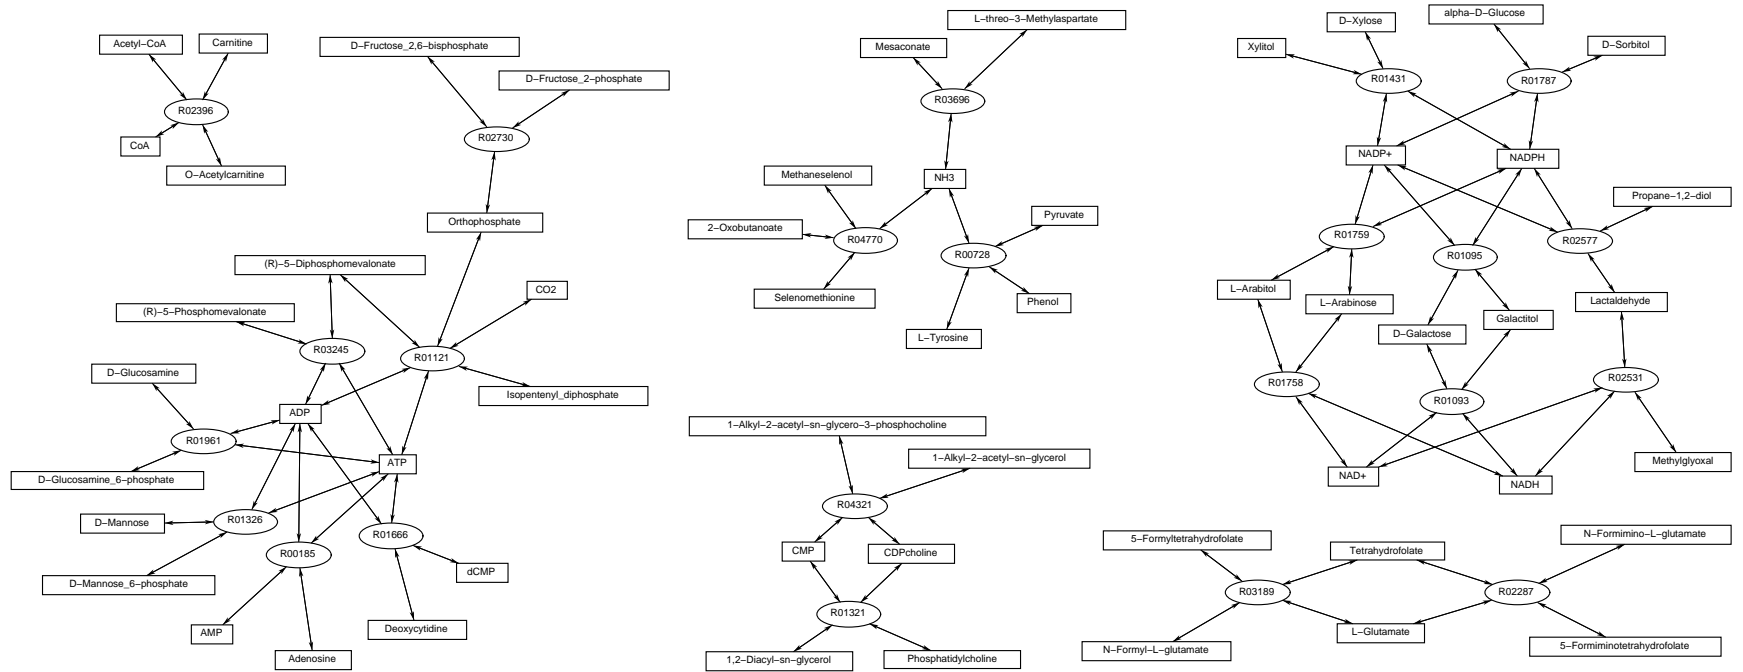 Acetyl−CoA
Carnitine
R02396
CoA
O−Acetylcarnitine
D−Fructose_2,6−bisphosphate
D−Fructose_2−phosphate
R02730
Orthophosphate
(R)−5−Diphosphomevalonate
CO2
(R)−5−Phosphomevalonate
R03245
R01121
D−Glucosamine
Isopentenyl_diphosphate
ADP
R01961
ATP
D−Glucosamine_6−phosphate
D−Mannose
R01326
R01666
R00185
dCMP
D−Mannose_6−phosphate
AMP
Deoxycytidine
Adenosine
L−threo−3−Methylaspartate
Mesaconate
R03696
Methaneselenol
NH3
2−Oxobutanoate
R04770
Pyruvate
R00728
Selenomethionine
Phenol
L−Tyrosine
1−Alkyl−2−acetyl−sn−glycero−3−phosphocholine
1−Alkyl−2−acetyl−sn−glycerol
R04321
CMP
CDPcholine
R01321
1,2−Diacyl−sn−glycerol
Phosphatidylcholine
D−Xylose
alpha−D−Glucose
Xylitol
D−Sorbitol
R01431
R01787
NADP+
NADPH
Propane−1,2−diol
R01759
R01095
R02577
L−Arabitol
L−Arabinose
Lactaldehyde
D−Galactose
Galactitol
R01758
R01093
R02531
NAD+
NADH
Methylglyoxal
5−Formyltetrahydrofolate
Tetrahydrofolate
N−Formimino−L−glutamate
R03189
R02287
L−Glutamate
N−Formyl−L−glutamate
5−Formiminotetrahydrofolate